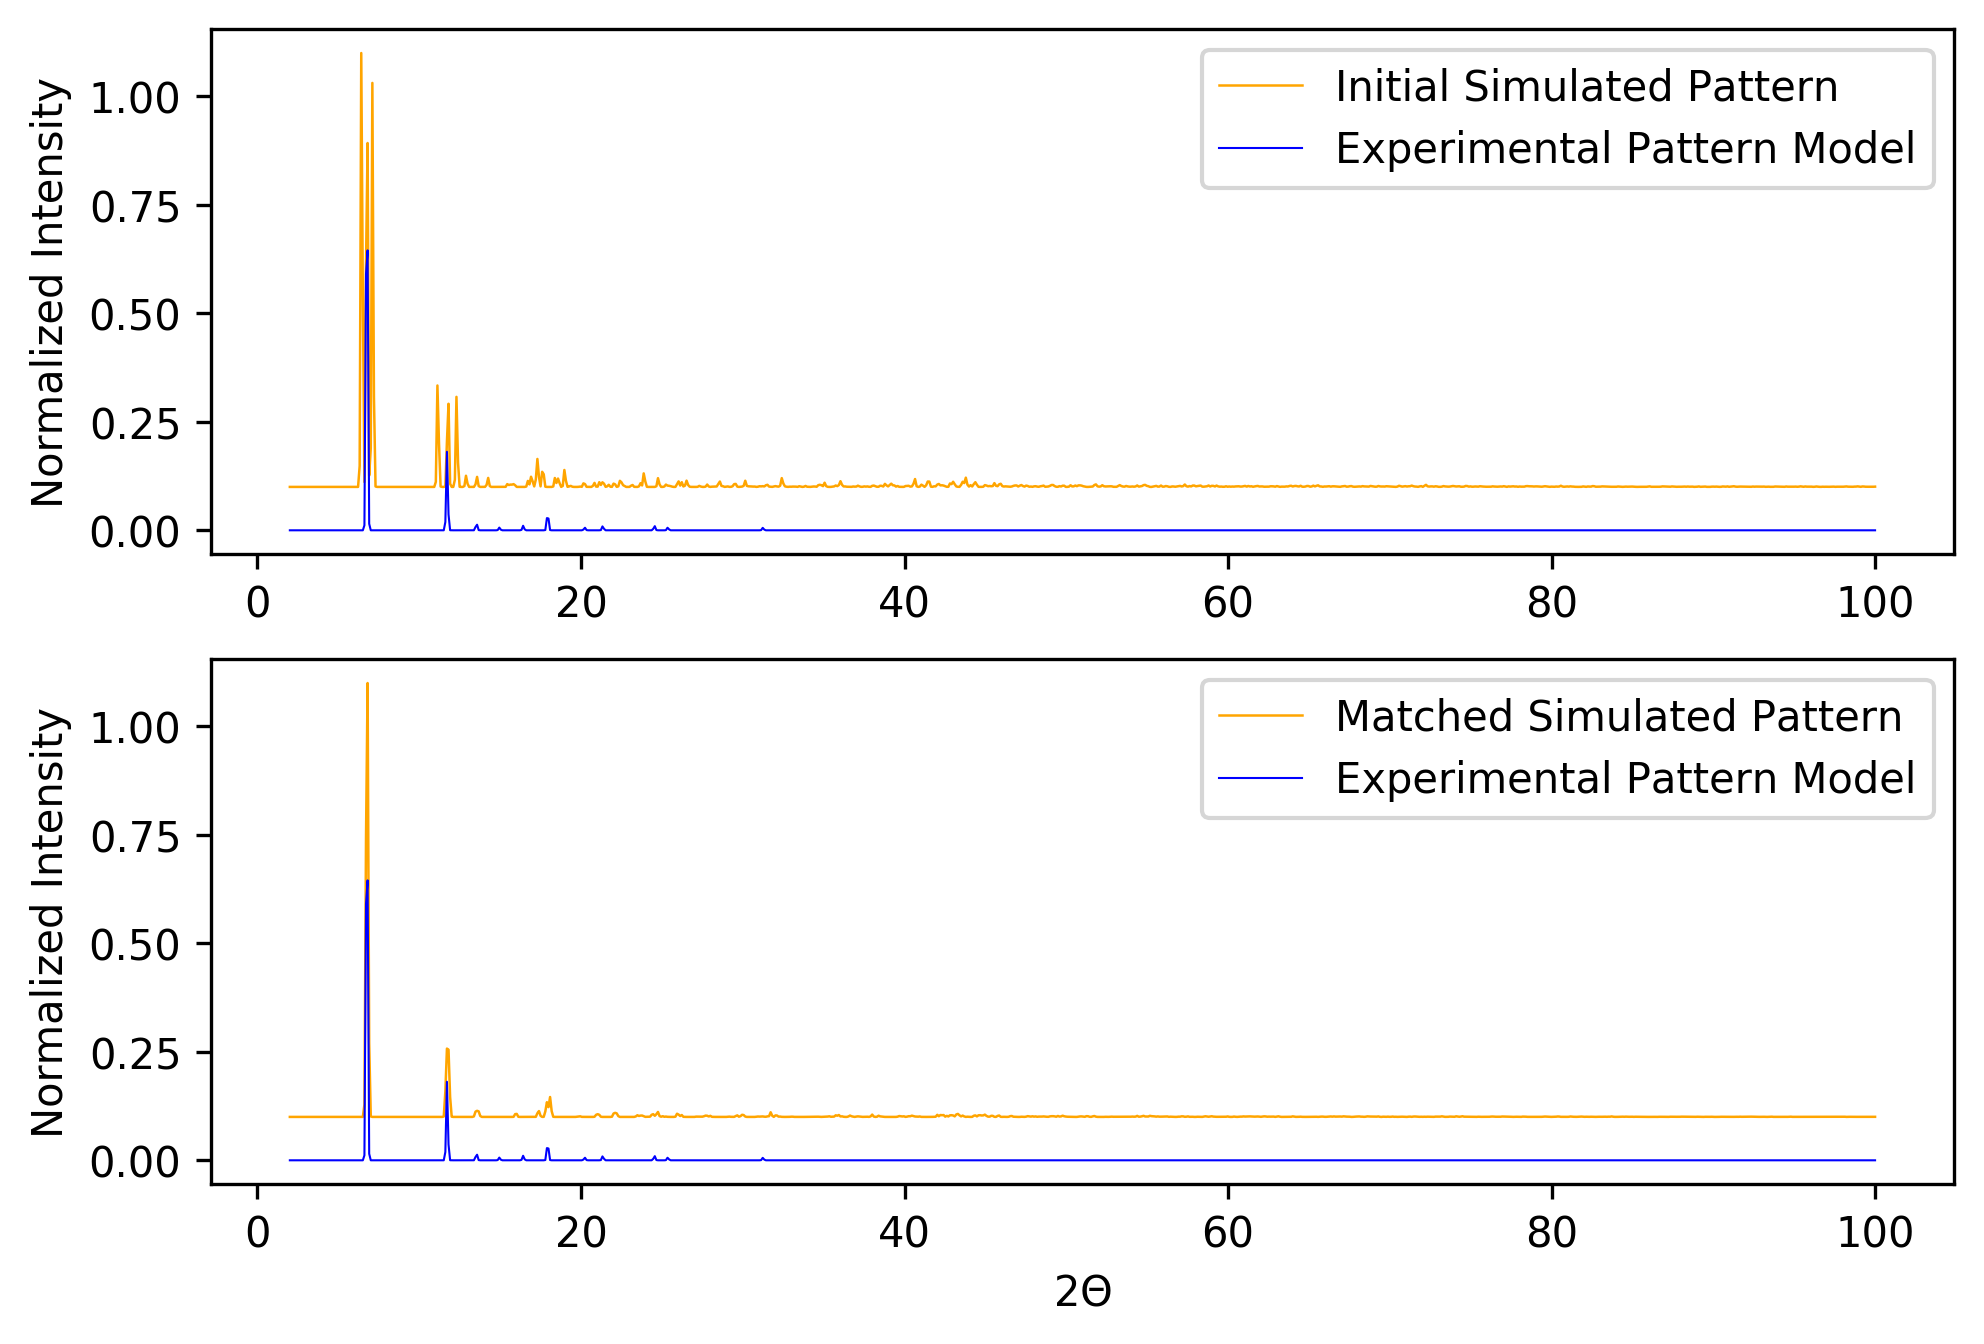 Normalized Intensity
1.00
0.75
0.50
0.25
0.00
Initial Simulated Pattern
Experimental Pattern Model
0 20 40 60 80 100
Normalized Intensity
1.00
0.75
0.50
0.25
0.00
Matched Simulated Pattern
Experimental Pattern Model
0 20 40 60 80 100
2Θ